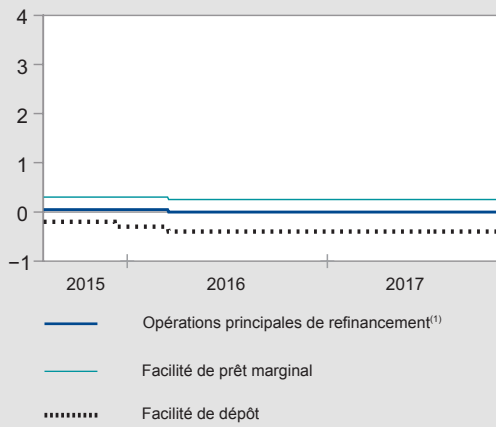 4
3
2
1
0
−1
2015 2016 2017
Opérations principales de refinancement(1)
Facilité de prêt marginal
Facilité de dépôt